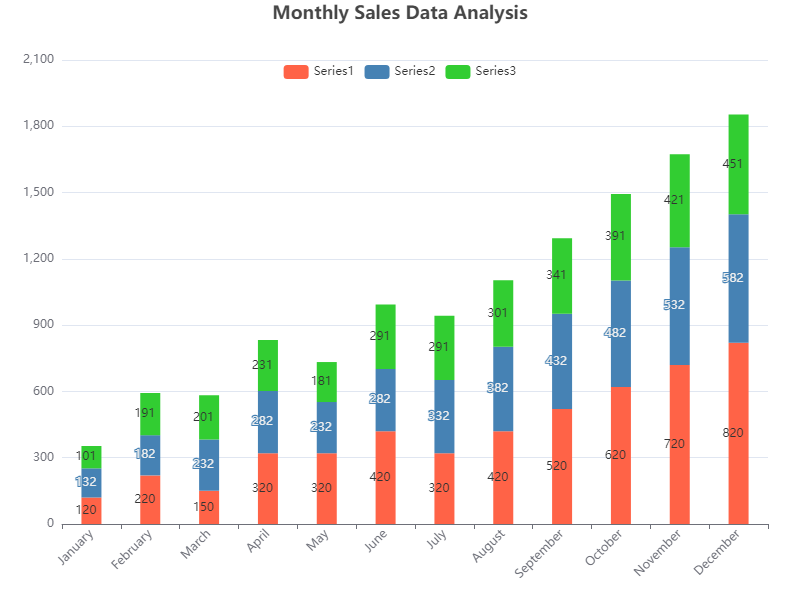 Monthly Sales Data Analysis
Series1 Series2 Series3
2,100
1,800
1,500
1,200
900
600
300
0
101 191 201 231 181 291 291 301 341 391 421 451
132 182 232 282 232 282 332 382 432 482 532 582
120 220 150 320 320 420 320 420 520 620 720 820
January February March April May June July August September October November December